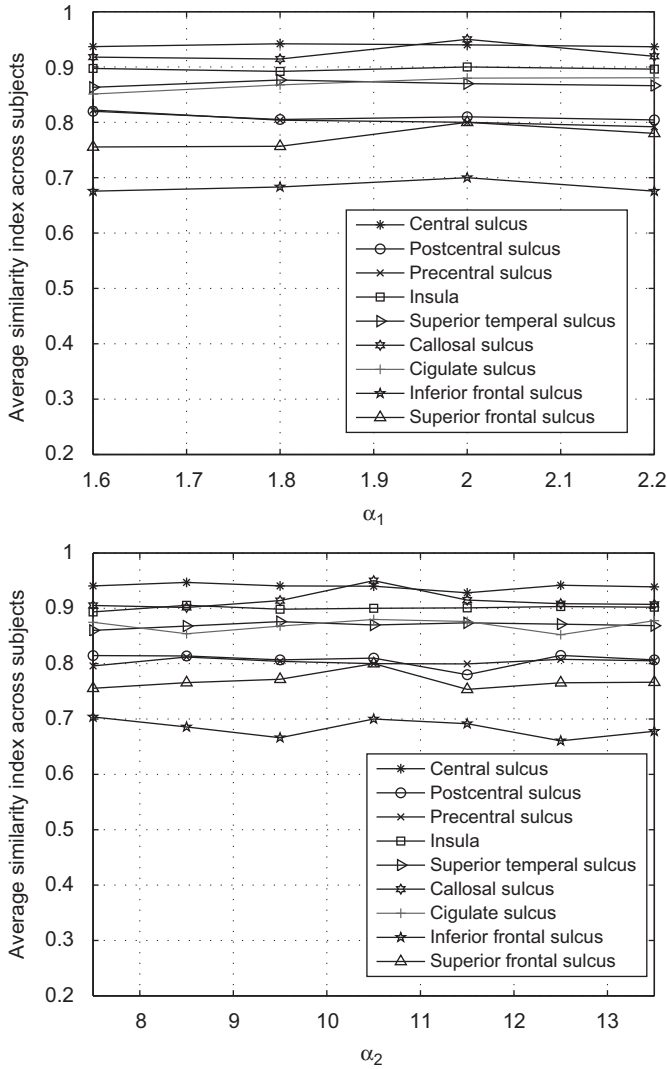 Average similarity index across subjects
1
0.9
0.8
0.7
0.6
0.5
0.4
0.3
0.2
Central sulcus
Postcentral sulcus
Precentral sulcus
Insula
Superior temperal sulcus
Callosal sulcus
Cigulate sulcus
Inferior frontal sulcus
Superior frontal sulcus
1.6 1.7 1.8 1.9 2 2.1 2.2
α1
Average similarity index across subjects
1
0.9
0.8
0.7
0.6
0.5
0.4
0.3
0.2
Central sulcus
Postcentral sulcus
Precentral sulcus
Insula
Superior temperal sulcus
Callosal sulcus
Cigulate sulcus
Inferior frontal sulcus
Superior frontal sulcus
8 9 10 11 12 13
α2